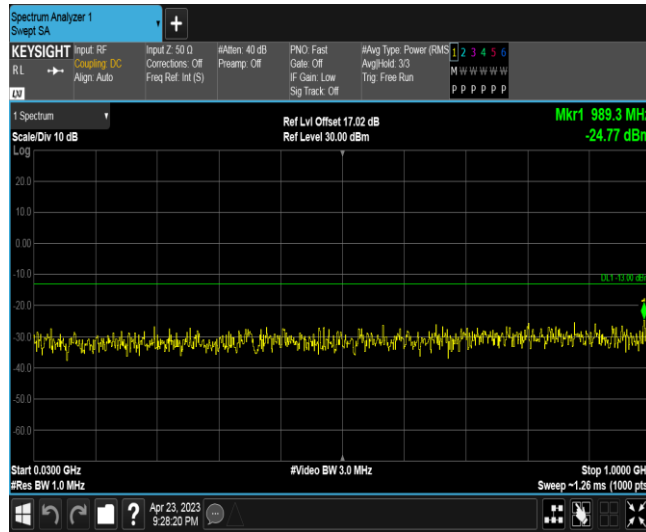 Spectrum Analyzer 1
Swept SA
+
KEYSIGHT
RL
LXI
Input: RF
Coupling: DC
Align: Auto
Input Z: 50 Ω
Corrections: Off
Freq Ref: Int (S)
#Atten: 40 dB
Preamp: Off
PNO: Fast
Gate: Off
IF Gain: Low
Sig Track: Off
#Avg Type: Power (RMS
Avg|Hold: 3/3
Trig: Free Run
1 2 3 4 5 6
M W W W W W
P P P P P P
1 Spectrum
Scale/Div 10 dB
Log
Ref Lvl Offset 17.02 dB
Ref Level 30.00 dBm
Mkr1 989.3 MHz
-24.77 dBm
20.0
10.0
0.00
-10.0
DL1 -13.00 dBm
-20.0
-30.0
-40.0
-50.0
-60.0
Start 0.0300 GHz
#Res BW 1.0 MHz
#Video BW 3.0 MHz
Stop 1.0000 GH
Sweep ~1.26 ms (1000 pts
?
Apr 23, 2023
9:28:20 PM